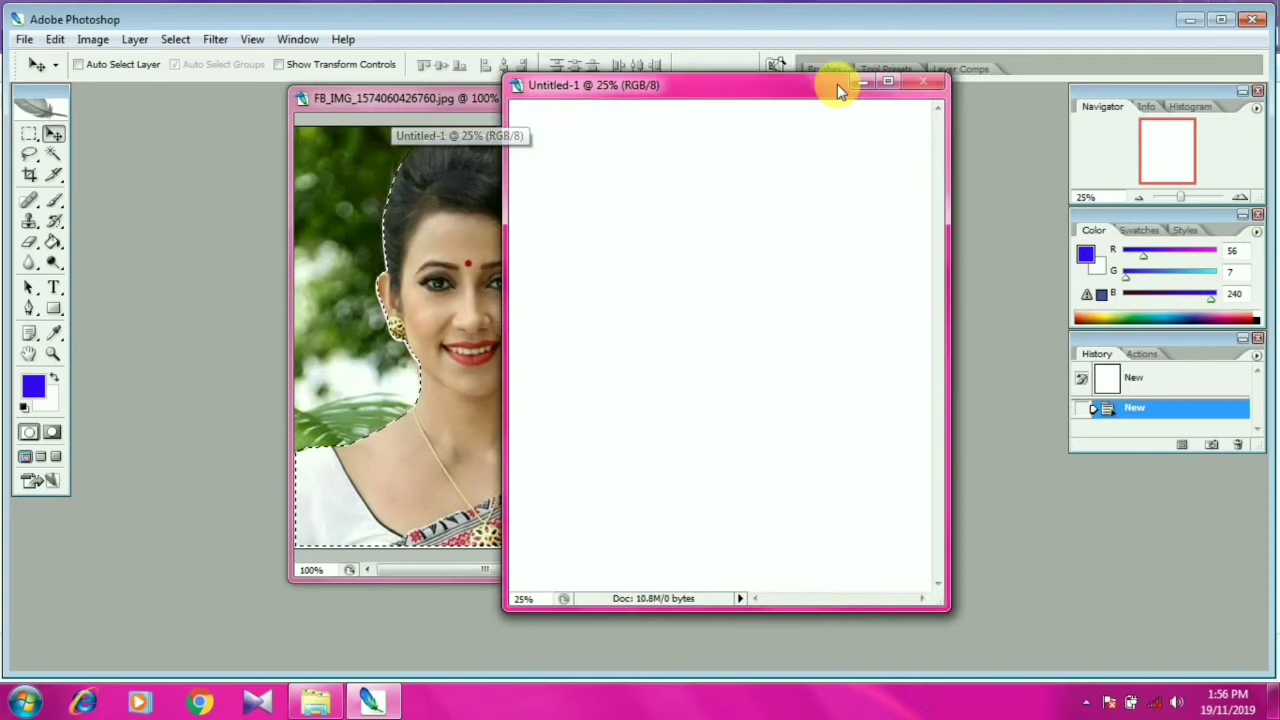 Adobe Photoshop
File Edit Image Layer Select Filter View Window Help
Auto Select Layer Auto Select Groups Show Transform Controls
Brushes Tool Presets Layer Comps
FB_IMG_1574060426760.jpg @ 100%
Untitled-1 @ 25% (RGB/8)
Untitled-1 @ 25% (RGB/8)
100%
25% Doc: 10.8M/0 bytes
Navigator Info Histogram
25%
Color Swatches Styles
R 56
G 7
B 240
History Actions
New
New
T
1:56 PM
19/11/2019